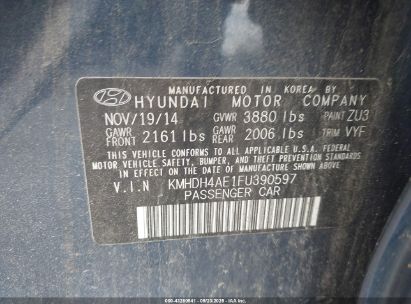 MANUFACTURED IN KOREA BY
HYUNDAI MOTOR COMPANY
NOV/19/14 GVWR 3880 lbs PAINT ZU3
GAWR FRT 2161 lbs GAWR RR 2006 lbs TRIM VYF
THIS VEHICLE CONFORMS TO ALL APPLICABLE U.S.A. FEDERAL
MOTOR VEHICLE SAFETY, BUMPER, AND THEFT PREVENTION
STANDARDS IN EFFECT ON THE DATE OF MANUFACTURE SHOWN ABOVE.
V.I.N KMHDH4AE1FU390597
PASSENGER CAR